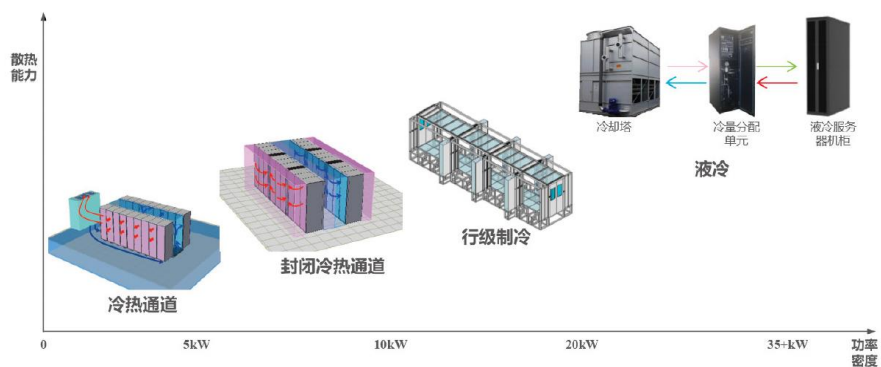 散热
能力
冷却塔
冷量分配
单元
液冷服务
器机柜
液冷
行级制冷
封闭冷热通道
冷热通道
0
5kW
10kW
20kW
35+kW
功率
密度